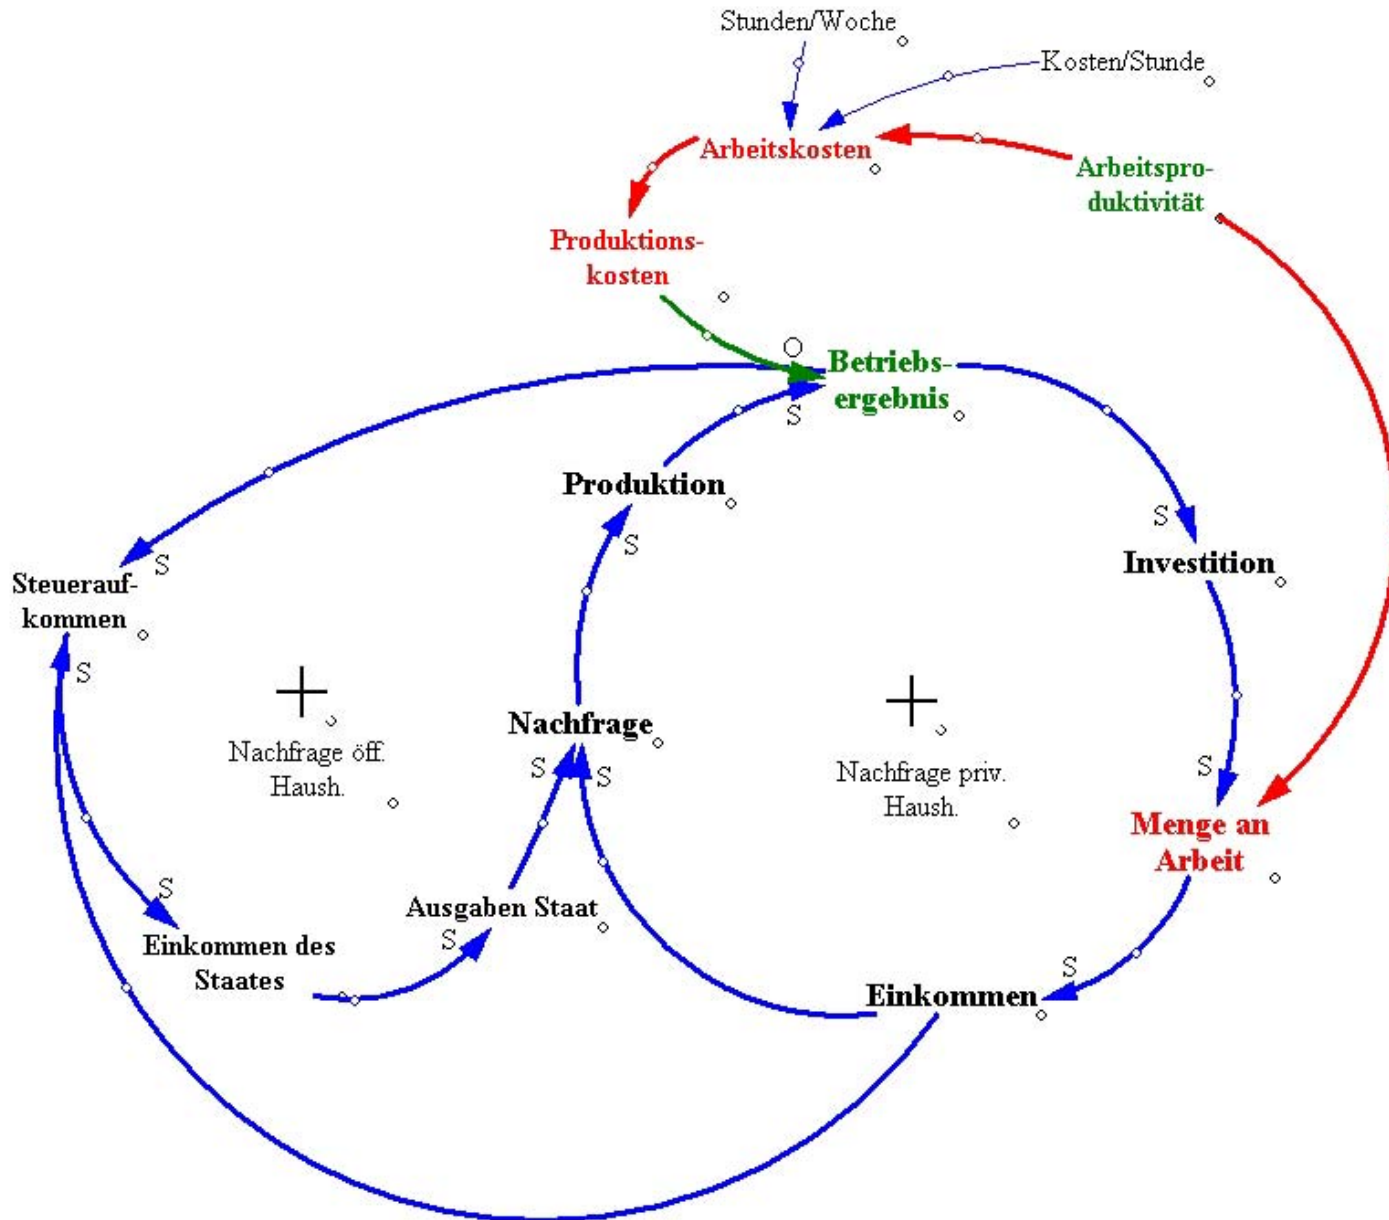 Stunden/Woche
Kosten/Stunde
Arbeitskosten
Arbeitspro-
duktivität
Produktions-
kosten
O
Betriebs-
ergebnis
S
Produktion
S
S
Investition
S
Steuerauf-
kommen
S
Nachfrage
Nachfrage öff.
Haush.
S
S
Nachfrage priv.
Haush.
S
Menge an
Arbeit
S
Ausgaben Staat
S
Einkommen des
Staates
S
Einkommen